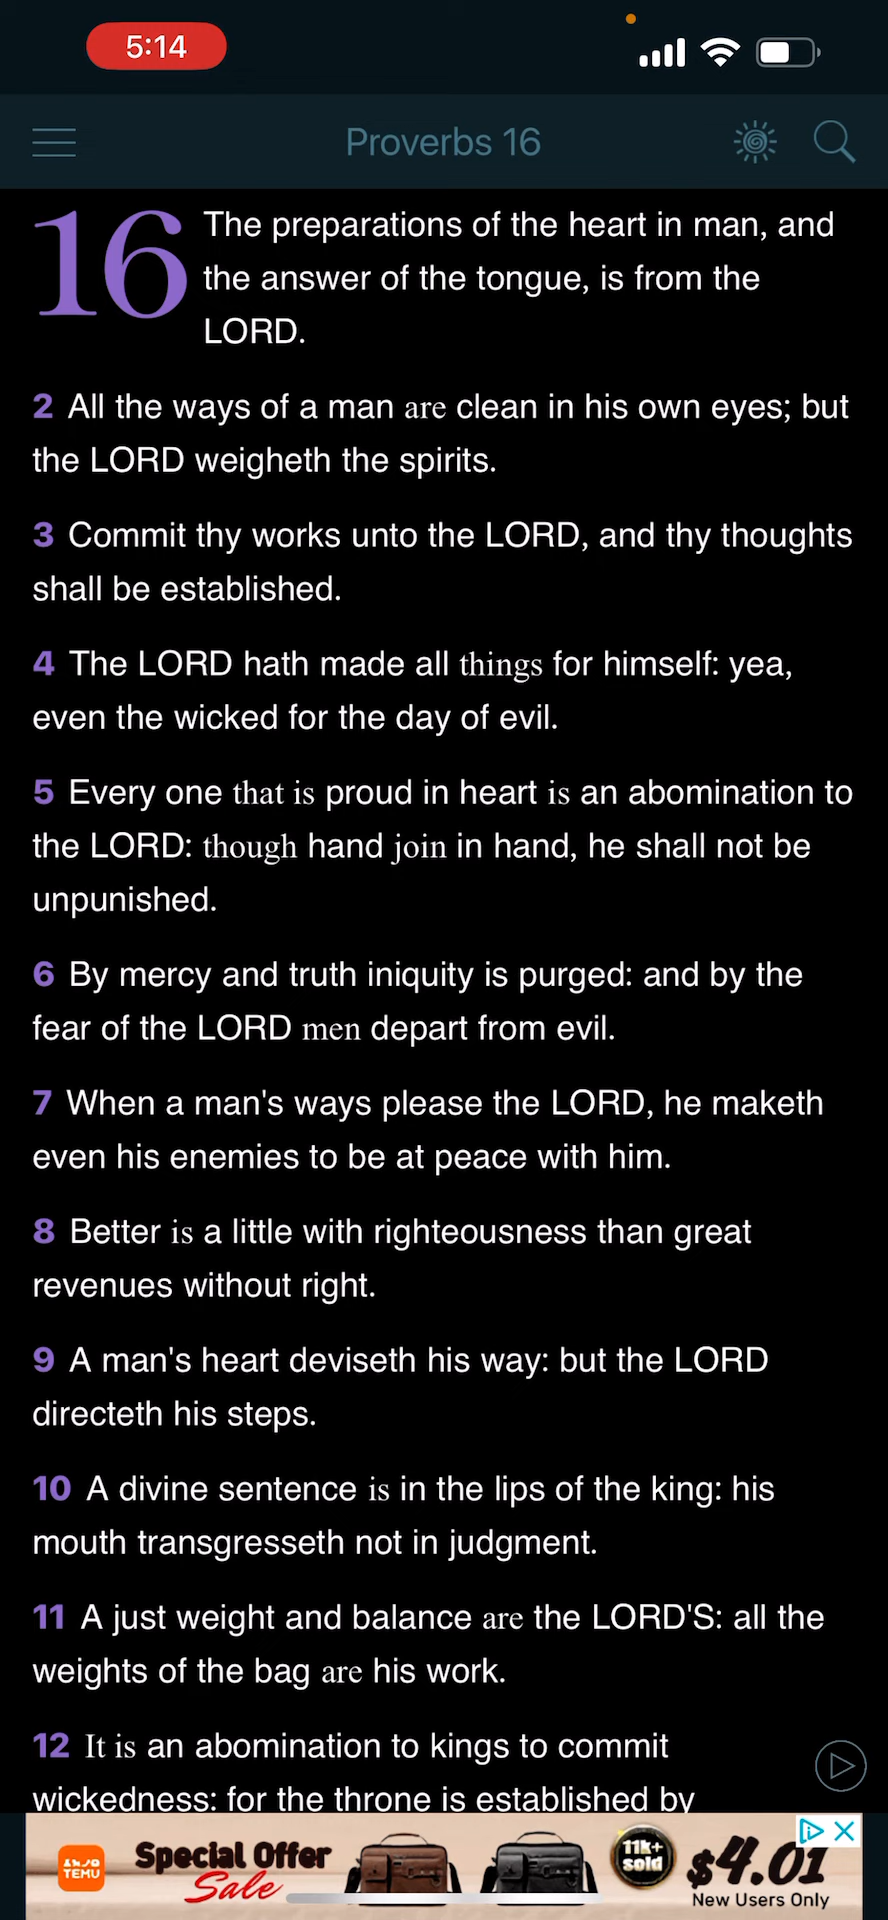 5:14
Proverbs 16
16 The preparations of the heart in man, and
the answer of the tongue, is from the
LORD.
2 All the ways of a man are clean in his own eyes; but
the LORD weigheth the spirits.
3 Commit thy works unto the LORD, and thy thoughts
shall be established.
4 The LORD hath made all things for himself: yea,
even the wicked for the day of evil.
5 Every one that is proud in heart is an abomination to
the LORD: though hand join in hand, he shall not be
unpunished.
6 By mercy and truth iniquity is purged: and by the
fear of the LORD men depart from evil.
7 When a man's ways please the LORD, he maketh
even his enemies to be at peace with him.
8 Better is a little with righteousness than great
revenues without right.
9 A man's heart deviseth his way: but the LORD
directeth his steps.
10 A divine sentence is in the lips of the king: his
mouth transgresseth not in judgment.
11 A just weight and balance are the LORD'S: all the
weights of the bag are his work.
12 It is an abomination to kings to commit
wickedness: for the throne is established by
TEMU
Special Offer
Sale
11k+
sold
$4.01
New Users Only